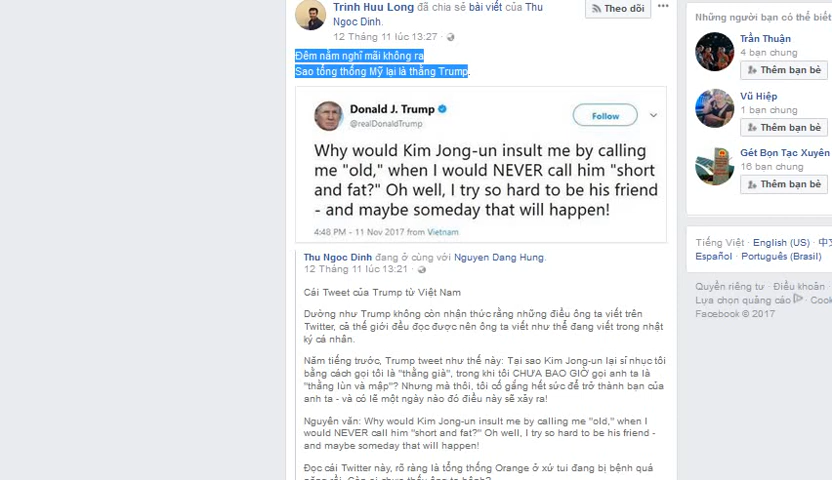 Trinh Huu Long đã chia sẻ bài viết của Thu
Ngoc Dinh.
12 Tháng 11 lúc 13:27 ·
Theo dõi
Đêm nằm nghĩ mãi không ra
Sao tổng thống Mỹ lại là thằng Trump.
Donald J. Trump
@realDonaldTrump
Follow
Why would Kim Jong-un insult me by calling
me "old," when I would NEVER call him "short
and fat?" Oh well, I try so hard to be his friend
- and maybe someday that will happen!
4:48 PM - 11 Nov 2017 from Vietnam
Thu Ngoc Dinh đang ở cùng với Nguyen Dang Hung.
12 Tháng 11 lúc 13:21 ·
Cái Tweet của Trump từ Việt Nam
Dường như Trump không còn nhận thức rằng những điều ông ta viết trên
Twitter, cả thế giới đều đọc được nên ông ta viết như thể đang viết trong nhật
ký cá nhân.
Năm tiếng trước, Trump tweet như thế này: Tại sao Kim Jong-un lại sỉ nhục tôi
bằng cách gọi tôi là "thằng già", trong khi tôi CHƯA BAO GIỜ gọi anh ta là
"thằng lùn và mập"? Nhưng mà thôi, tôi cố gắng hết sức để trở thành bạn của
anh ta - và có lẽ một ngày nào đó điều này sẽ xảy ra!
Nguyên văn: Why would Kim Jong-un insult me by calling me "old," when I
would NEVER call him "short and fat?" Oh well, I try so hard to be his friend -
and maybe someday that will happen!
Đọc cái Twitter này, rõ ràng là tổng thống Orange ở xứ tui đang bị bệnh quá
Những người bạn có thể biết
Trần Thuận
4 bạn chung
Thêm bạn bè
Vũ Hiệp
1 bạn chung
Thêm bạn bè
Gét Bọn Tạc Xuyên
16 bạn chung
Thêm bạn bè
Tiếng Việt · English (US) · 中文
Español · Português (Brasil)
Quyền riêng tư · Điều khoản ·
Lựa chọn quảng cáo · Cook
Facebook © 2017